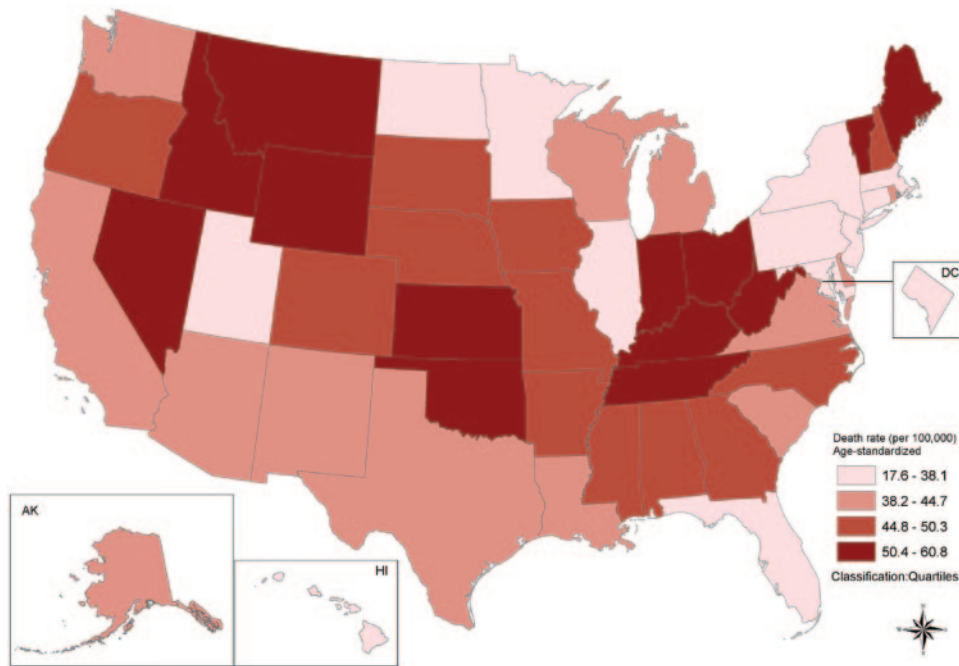 DC
Death rate (per 100,000)
Age-standardized
17.6 - 38.1
38.2 - 44.7
44.8 - 50.3
50.4 - 60.8
Classification:Quartiles
AK
HI